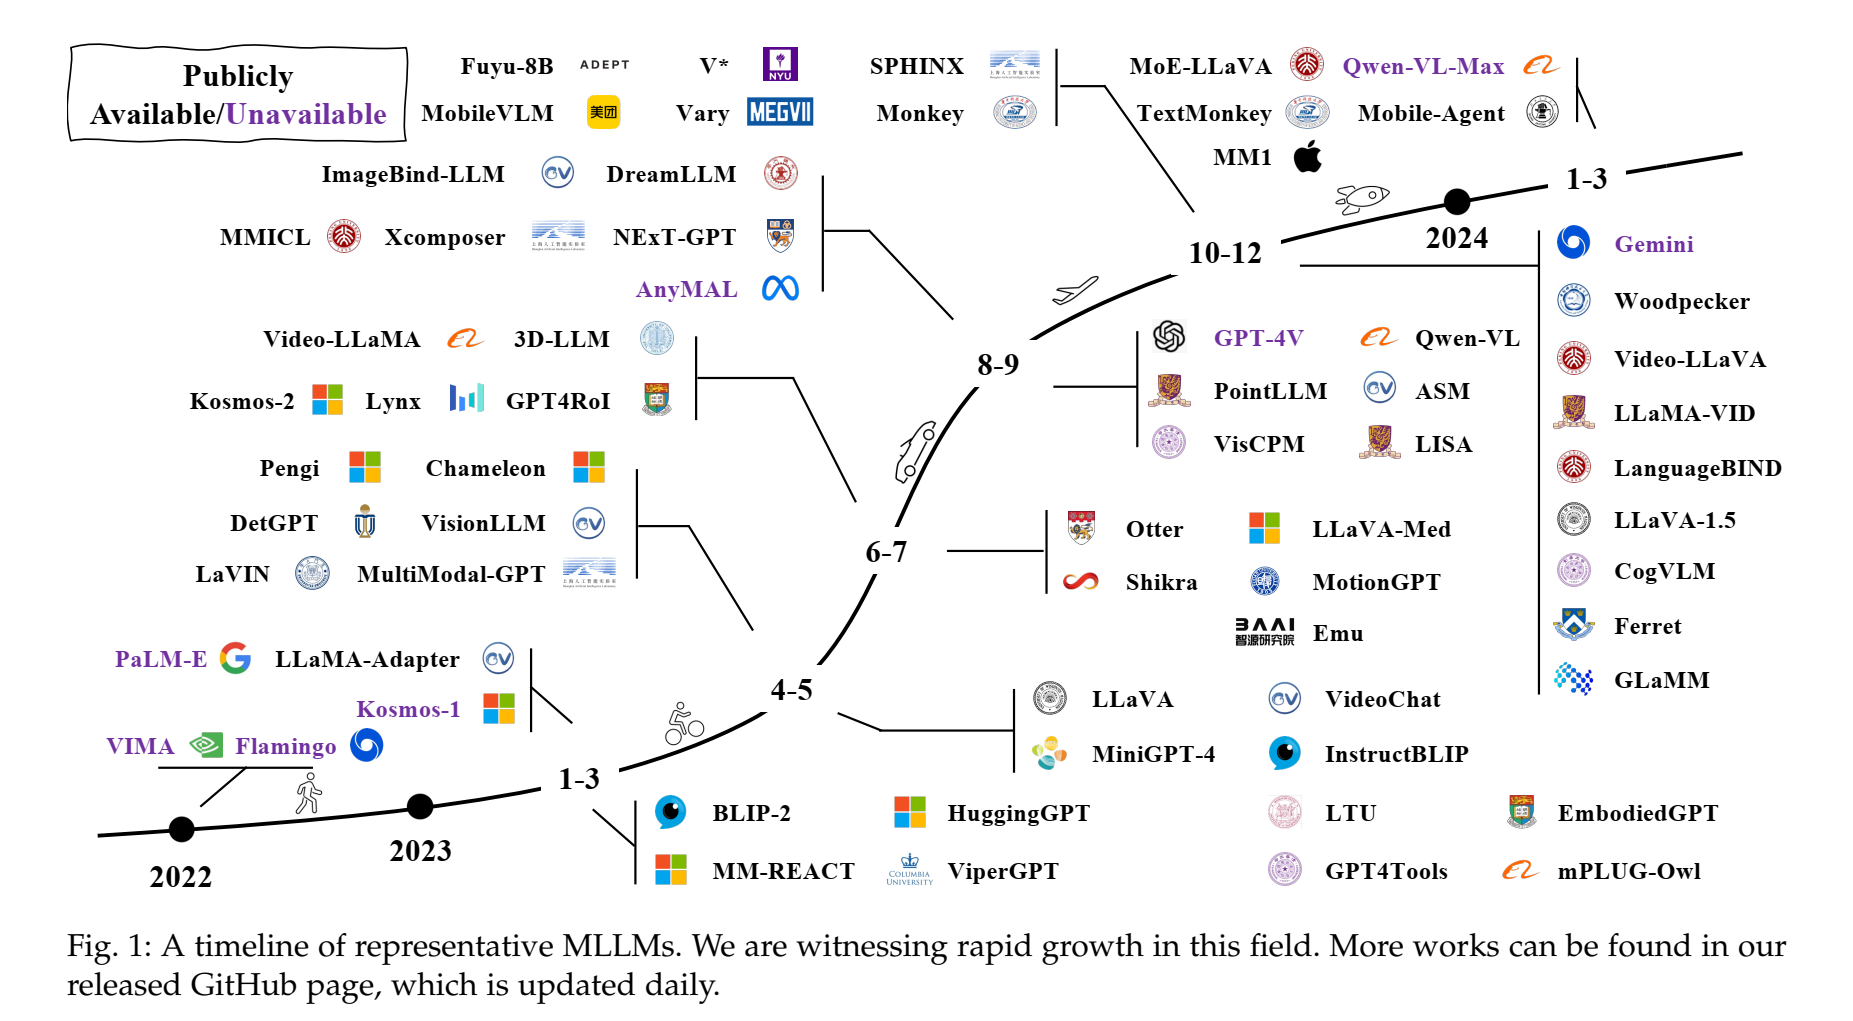 Publicly
Available/Unavailable
Fuyu-8B ADEPT V* NYU SPHINX
MobileVLM 美团 Vary MEGVII Monkey
MoE-LLaVA Qwen-VL-Max
TextMonkey Mobile-Agent
MM1
ImageBind-LLM DreamLLM
MMICL Xcomposer NExT-GPT
AnyMAL
Video-LLaMA 3D-LLM
Kosmos-2 Lynx GPT4RoI
Pengi Chameleon
DetGPT VisionLLM
LaVIN MultiModal-GPT
PaLM-E LLaMA-Adapter
Kosmos-1
VIMA Flamingo
2022
2023
1-3
4-5
6-7
8-9
10-12
2024
1-3
Gemini
Woodpecker
Video-LLaVA
LLaMA-VID
LanguageBIND
LLaVA-1.5
CogVLM
Ferret
GLaMM
GPT-4V Qwen-VL
PointLLM ASM
VisCPM LISA
Otter LLaVA-Med
Shikra MotionGPT
BAAI
智源研究院 Emu
LLaVA VideoChat
MiniGPT-4 InstructBLIP
BLIP-2 HuggingGPT LTU EmbodiedGPT
MM-REACT COLUMBIA UNIVERSITY ViperGPT GPT4Tools mPLUG-Owl
Fig. 1: A timeline of representative MLLMs. We are witnessing rapid growth in this field. More works can be found in our
released GitHub page, which is updated daily.